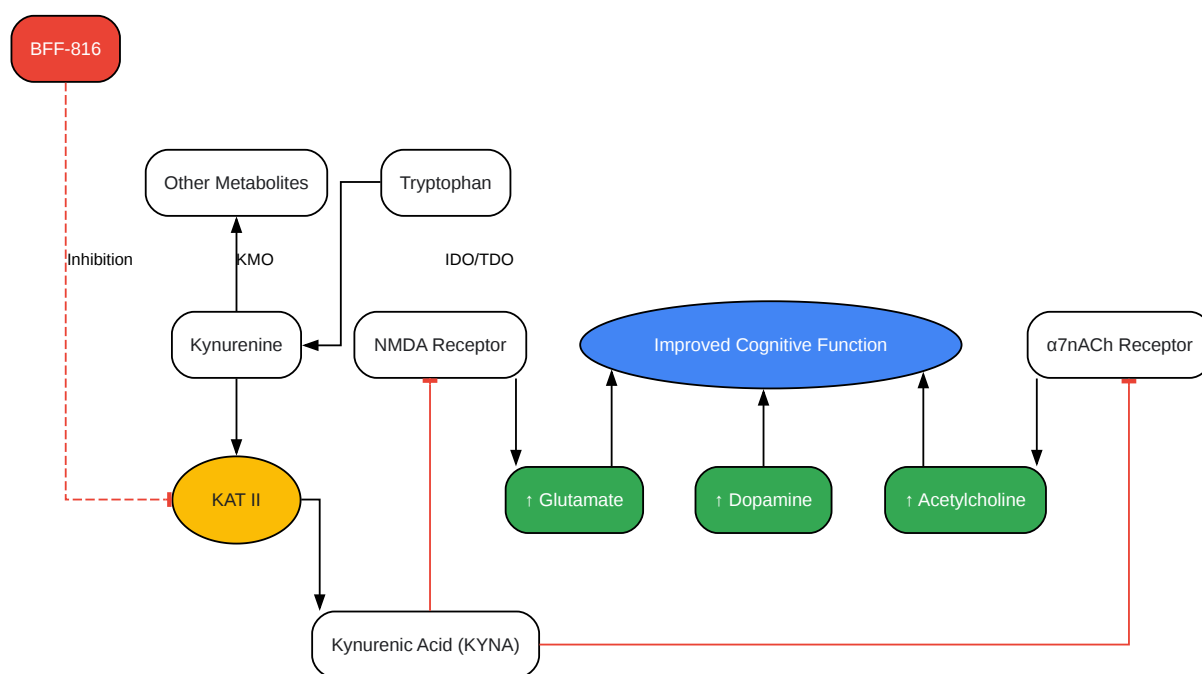 BFF-816
Other Metabolites
Tryptophan
Inhibition
KMO
IDO/TDO
Kynurenine
NMDA Receptor
Improved Cognitive Function
α7nACh Receptor
KAT II
↑ Glutamate
↑ Dopamine
↑ Acetylcholine
Kynurenic Acid (KYNA)